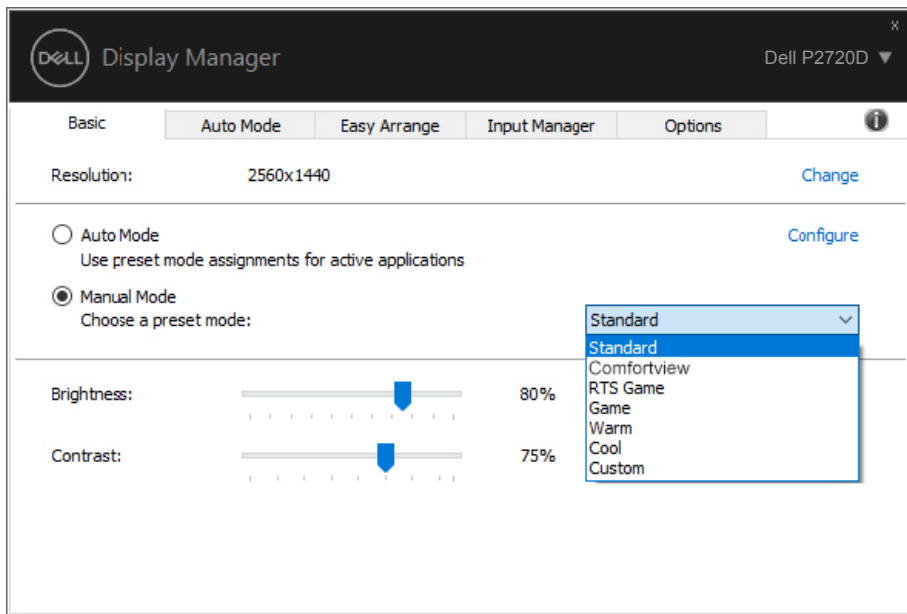 x
DELL Display Manager Dell P2720D ▼
Basic Auto Mode Easy Arrange Input Manager Options i
Resolution: 2560x1440 Change
Auto Mode Configure
Use preset mode assignments for active applications
Manual Mode
Choose a preset mode: Standard
Standard
Comfortview
RTS Game
Game
Warm
Cool
Custom
Brightness: 80%
Contrast: 75%